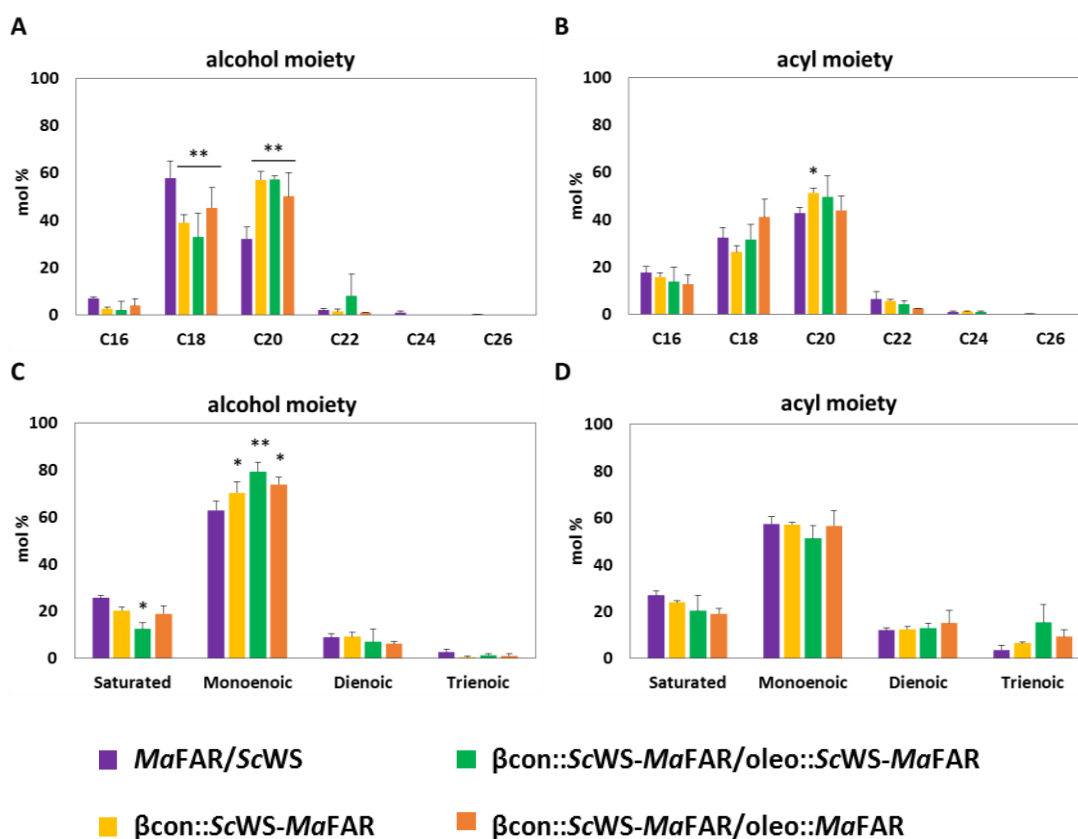 A
alcohol moiety
100
80
60
40
20
0
mol %
** **
C16 C18 C20 C22 C24 C26
B
acyl moiety
100
80
60
40
20
0
mol %
*
C16 C18 C20 C22 C24 C26
C
alcohol moiety
100
80
60
40
20
0
mol %
* * ** *
Saturated Monoenoic Dienoic Trienoic
D
acyl moiety
100
80
60
40
20
0
mol %
Saturated Monoenoic Dienoic Trienoic
MaFAR/ScWS
βcon::ScWS-MaFAR/oleo::ScWS-MaFAR
βcon::ScWS-MaFAR
βcon::ScWS-MaFAR/oleo::MaFAR